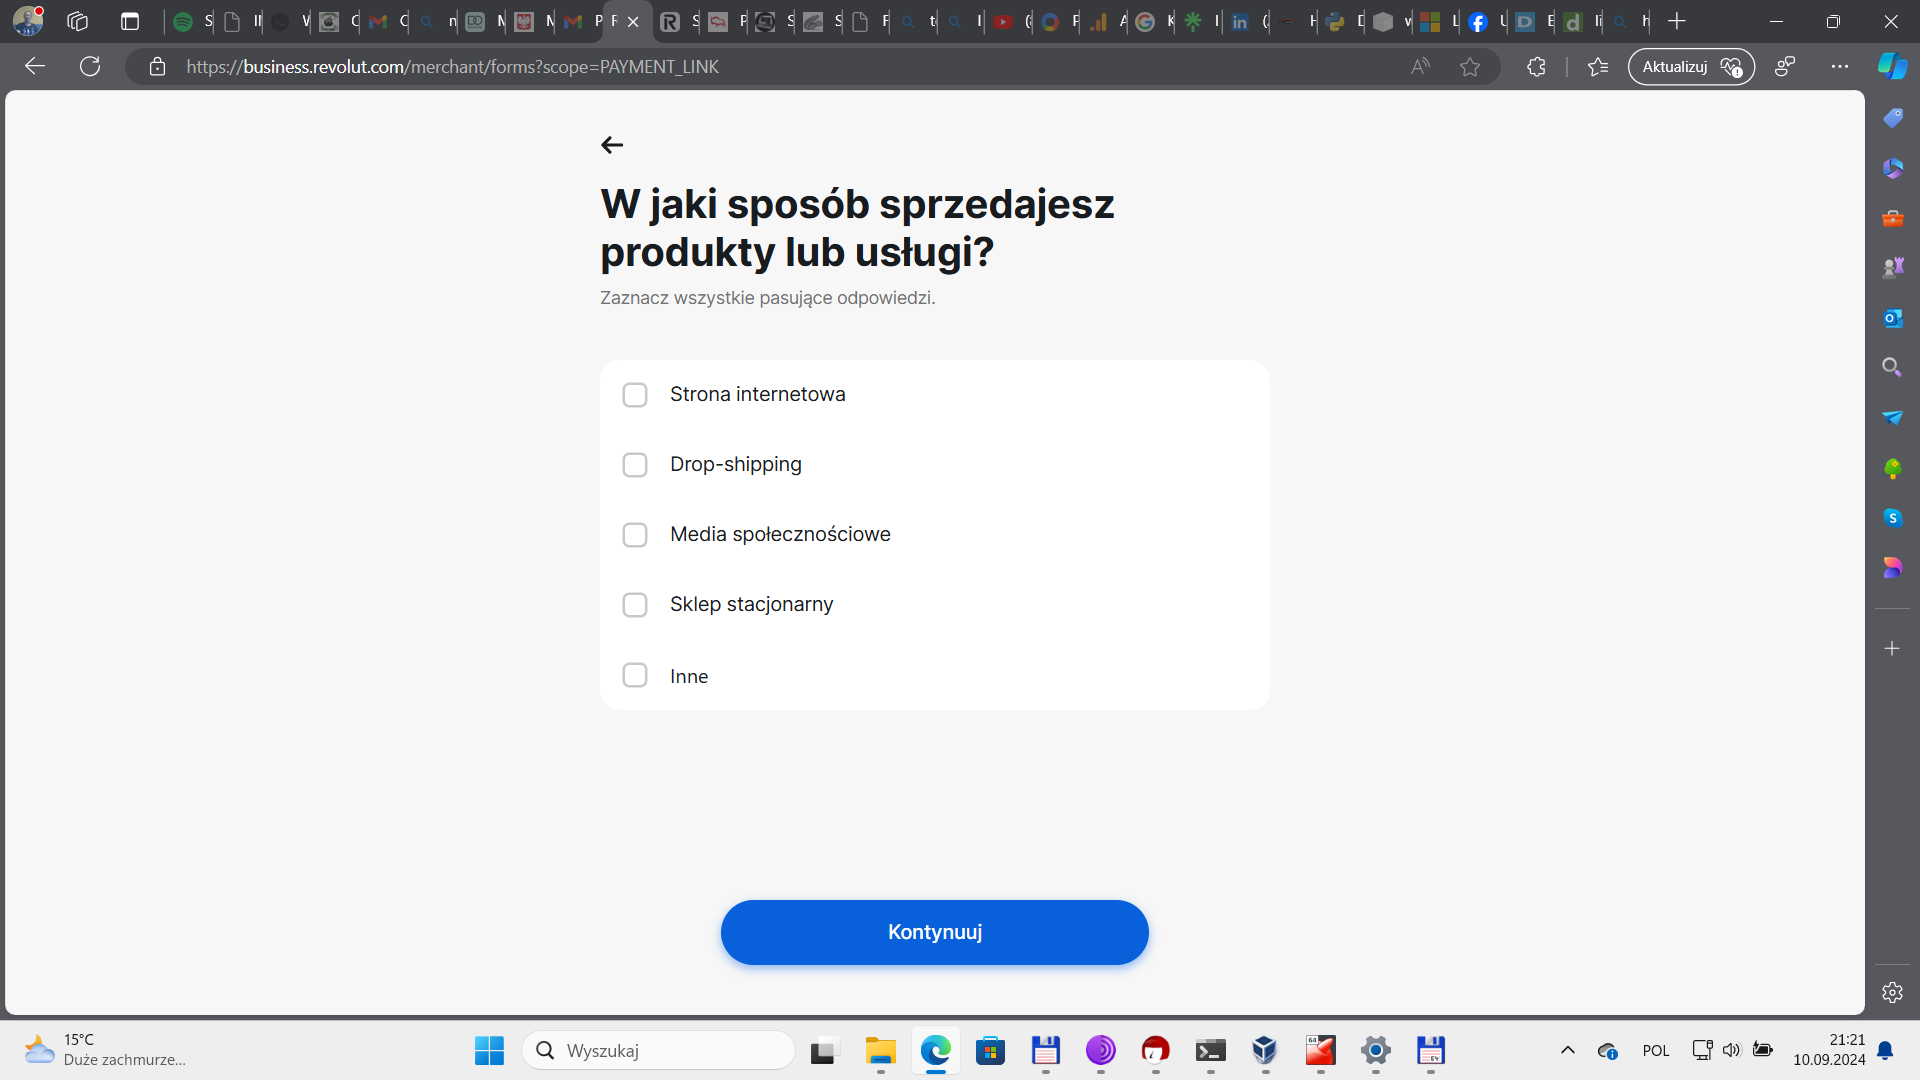 https://business.revolut.com/merchant/forms?scope=PAYMENT_LINK
Aktualizuj
W jaki sposób sprzedajesz
produkty lub usługi?
Zaznacz wszystkie pasujące odpowiedzi.
Strona internetowa
Drop-shipping
Media społecznościowe
Sklep stacjonarny
Inne
Kontynuuj
15°C
Duże zachmurze...
Wyszukaj
POL
21:21
10.09.2024